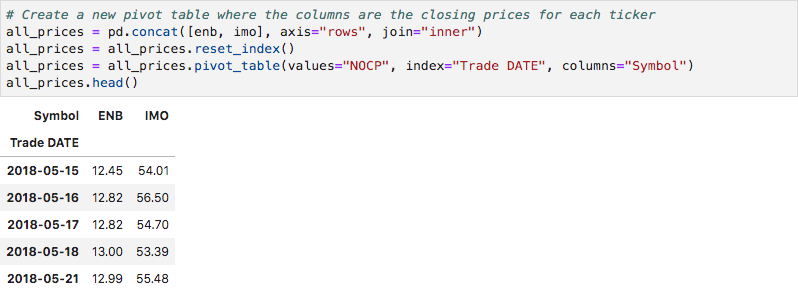 # Create a new pivot table where the columns are the closing prices for each ticker
all_prices = pd.concat([enb, imo], axis="rows", join="inner")
all_prices = all_prices.reset_index()
all_prices = all_prices.pivot_table(values="NOCP", index="Trade DATE", columns="Symbol")
all_prices.head()
Symbol ENB IMO
Trade DATE
2018-05-15 12.45 54.01
2018-05-16 12.82 56.50
2018-05-17 12.82 54.70
2018-05-18 13.00 53.39
2018-05-21 12.99 55.48